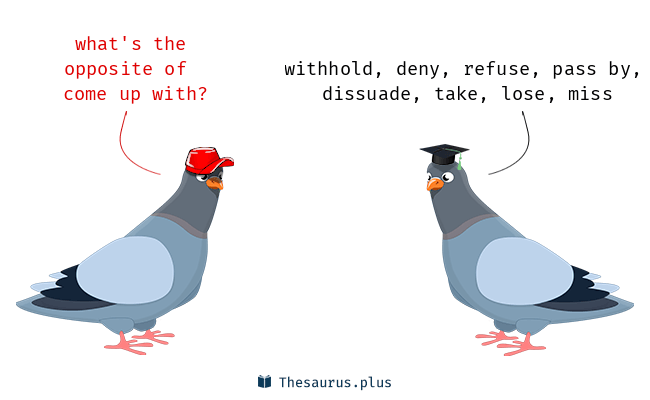 what's the
opposite of
come up with?
withhold, deny, refuse, pass by,
dissuade, take, lose, miss
Thesaurus.plus